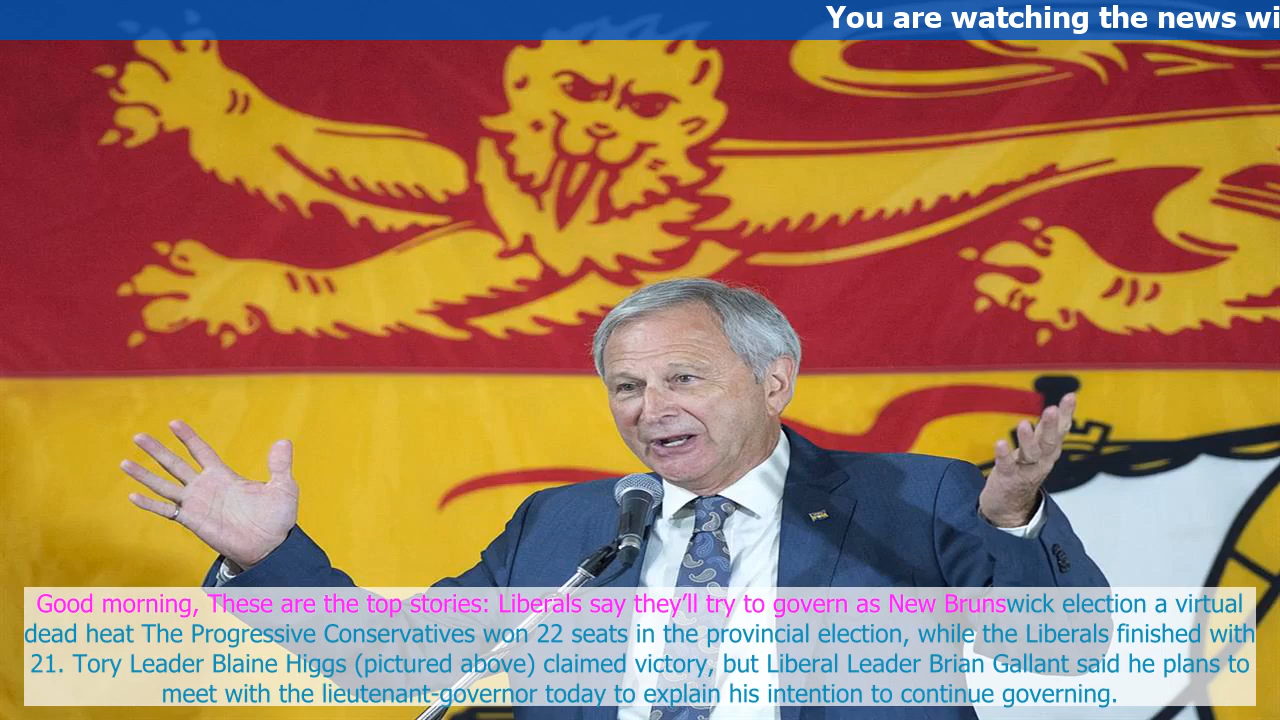 You are watching the news wi
Good morning, These are the top stories: Liberals say they’ll try to govern as New Brunswick election a virtual
dead heat The Progressive Conservatives won 22 seats in the provincial election, while the Liberals finished with
21. Tory Leader Blaine Higgs (pictured above) claimed victory, but Liberal Leader Brian Gallant said he plans to
meet with the lieutenant-governor today to explain his intention to continue governing.